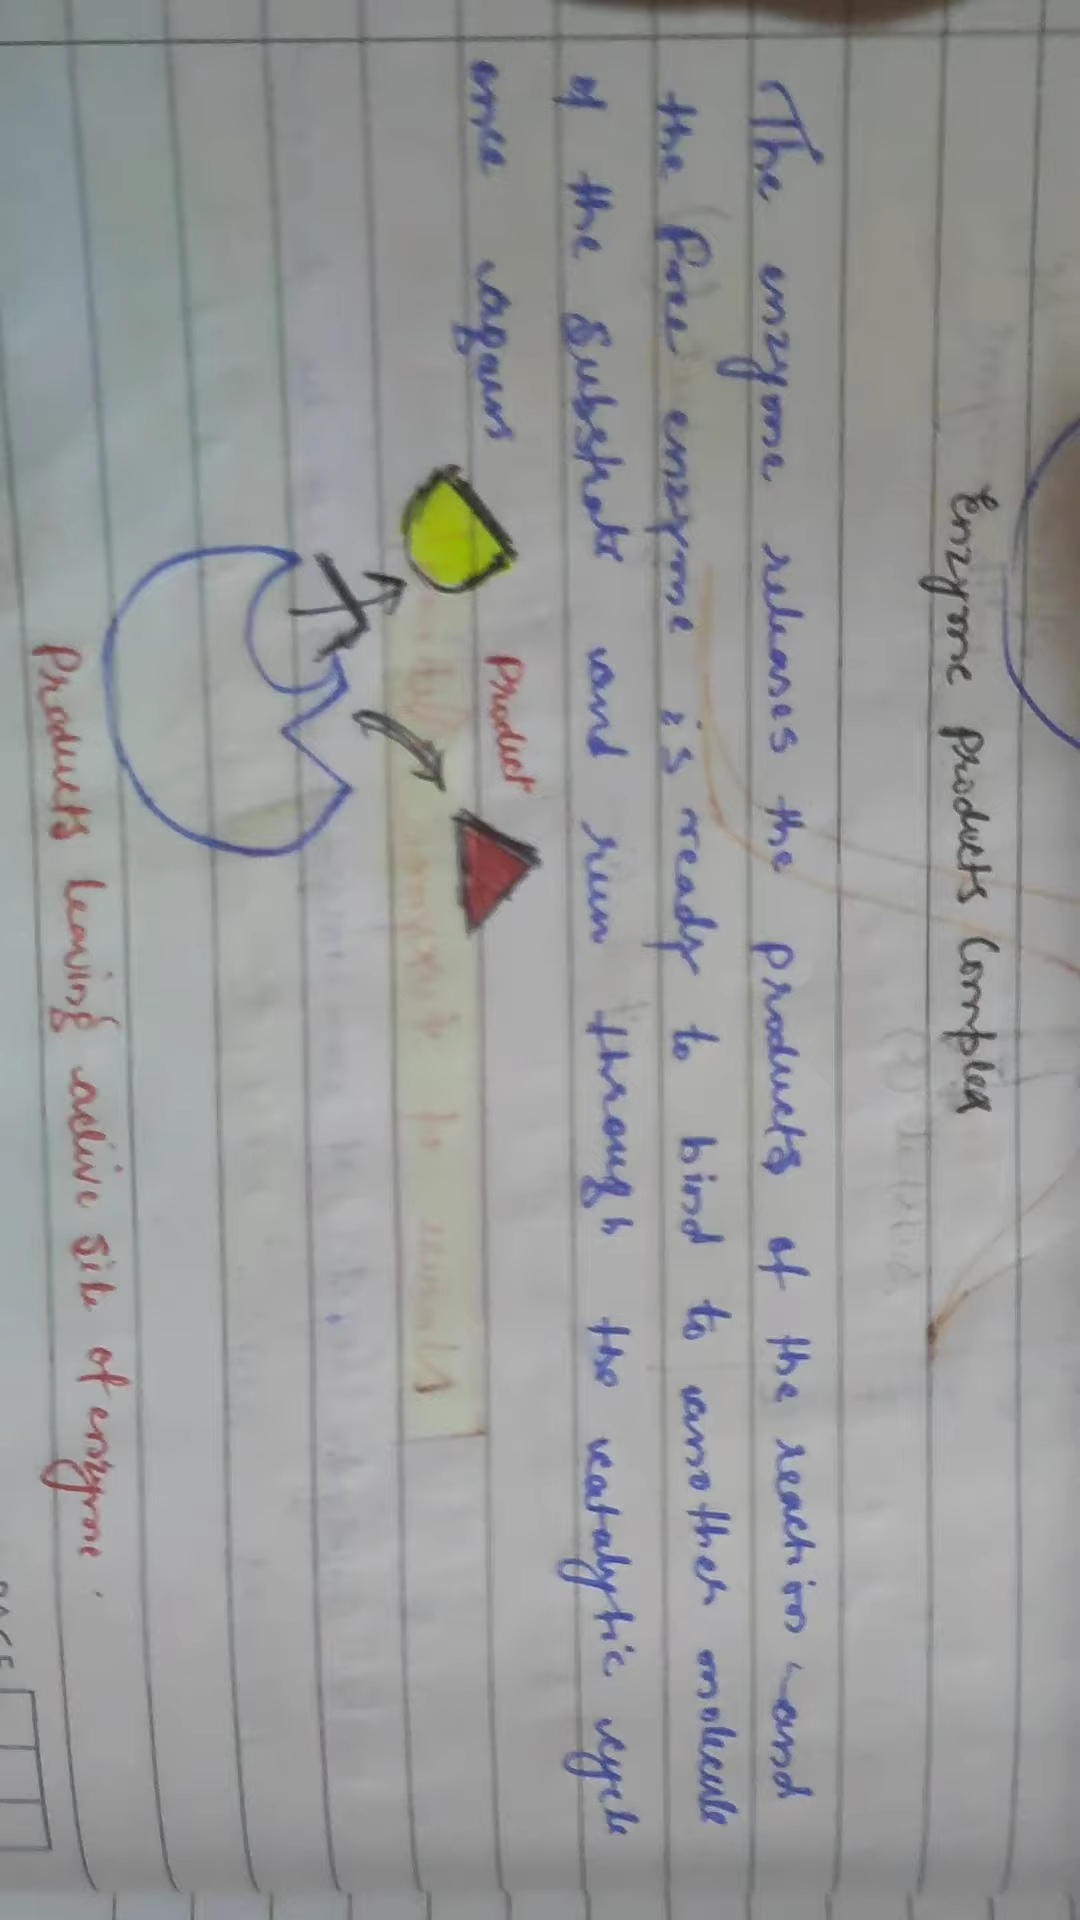 Enzyme Products Complex
The enzyme releases the products of the reaction and
the free enzyme is ready to bind to another molecule
of the substrate and run through the catalytic cycle
once again
Product
Products leaving active site of enzyme.
PAGE